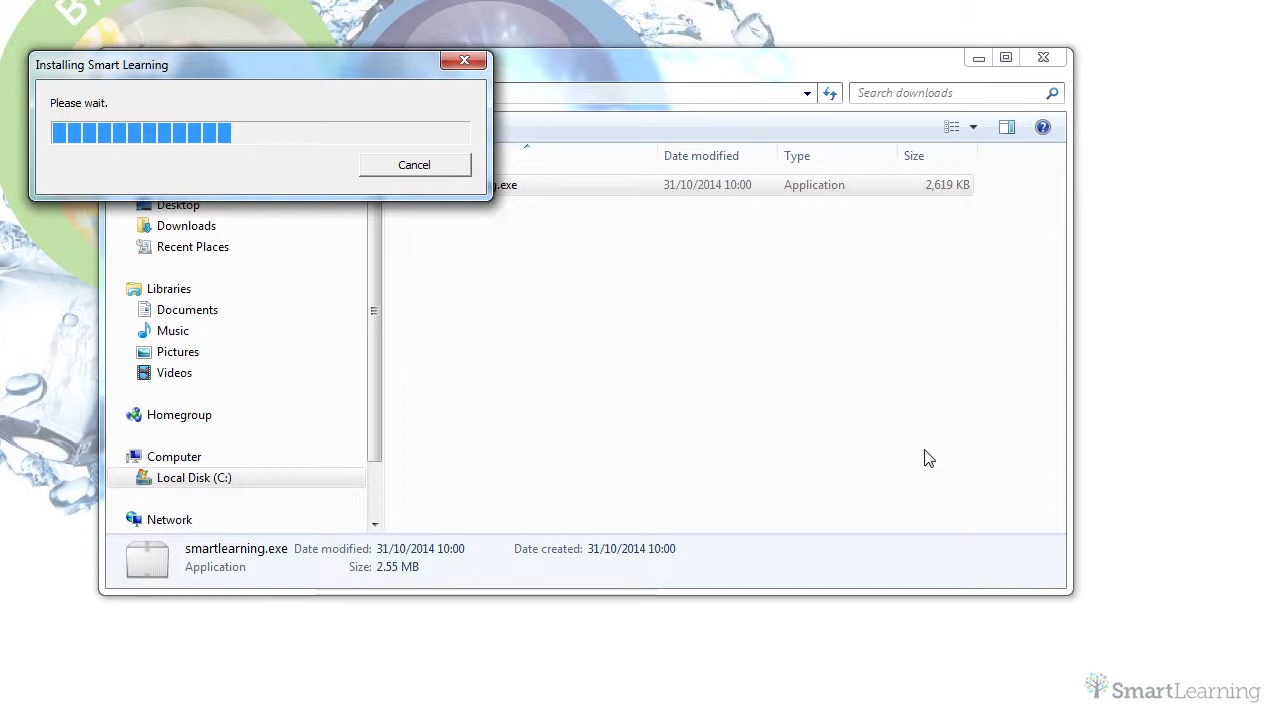 BY
Installing Smart Learning
Please wait.
Cancel
Search downloads
Date modified Type Size
g.exe 31/10/2014 10:00 Application 2,619 KB
Desktop
Downloads
Recent Places
Libraries
Documents
Music
Pictures
Videos
Homegroup
Computer
Local Disk (C:)
Network
smartlearning.exe Date modified: 31/10/2014 10:00 Date created: 31/10/2014 10:00
Application Size: 2.55 MB
SmartLearning